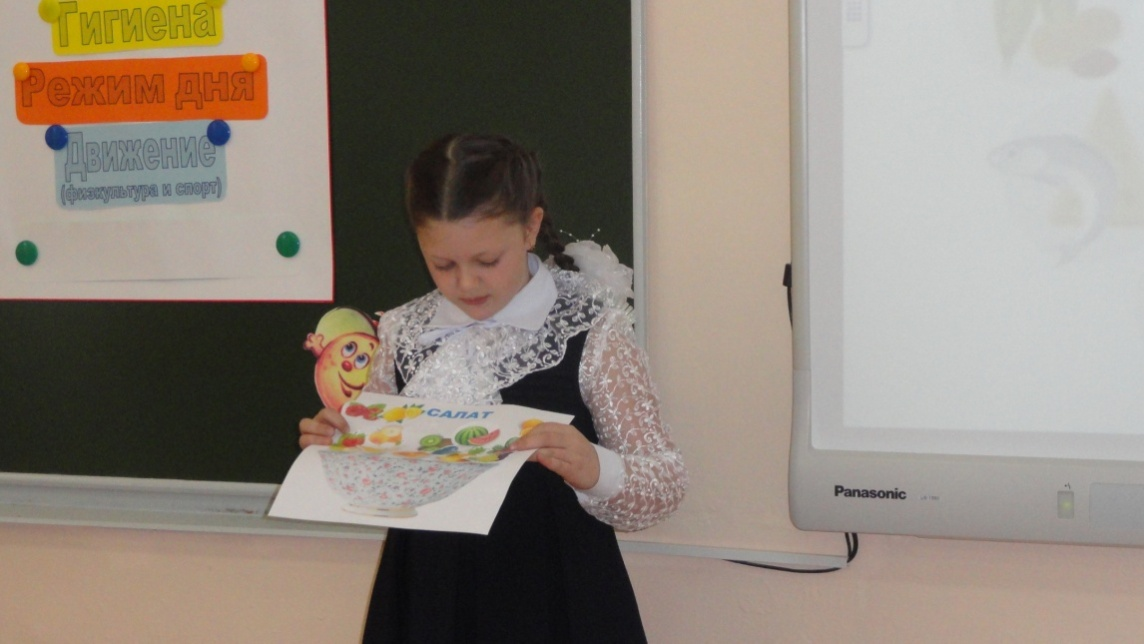 Гигиена
Режим дня
Движение
(физкультура и спорт)
САЛАТ
Panasonic